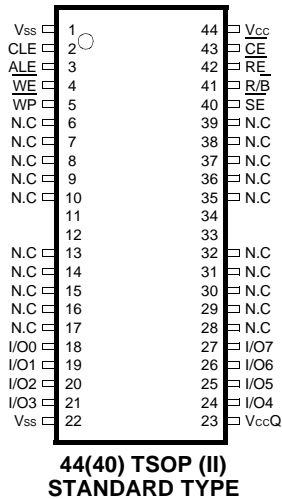 Vss 1 44 Vcc
CLE 2 43 CE
ALE 3 42 RE
WE 4 41 R/B
WP 5 40 SE
N.C 6 39 N.C
N.C 7 38 N.C
N.C 8 37 N.C
N.C 9 36 N.C
N.C 10 35 N.C
11 34
12 33
N.C 13 32 N.C
N.C 14 31 N.C
N.C 15 30 N.C
N.C 16 29 N.C
N.C 17 28 N.C
I/O0 18 27 I/O7
I/O1 19 26 I/O6
I/O2 20 25 I/O5
I/O3 21 24 I/O4
Vss 22 23 VccQ
44(40) TSOP (II)
STANDARD TYPE